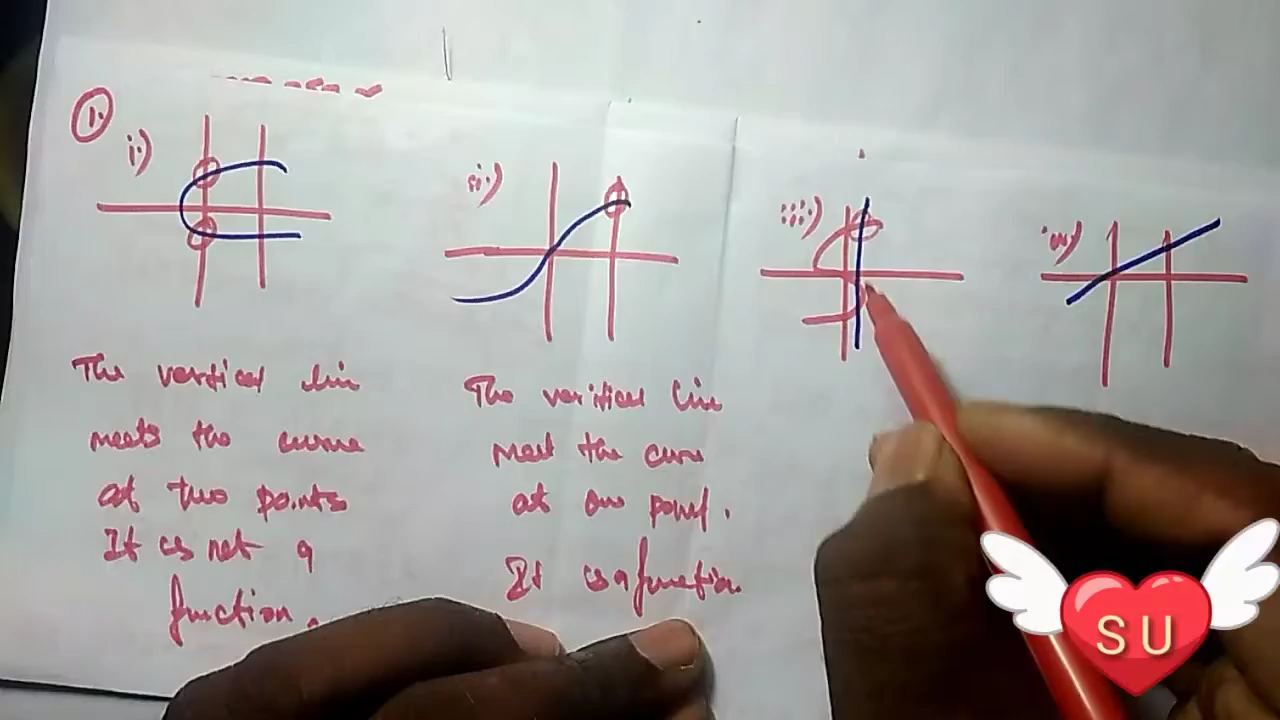 1.
i)
ii)
iii)
iv)
The vertical line
meets the curve
at two points
It is not a
function.
The veritical line
meet the curve
at one point.
It is a function.
SU